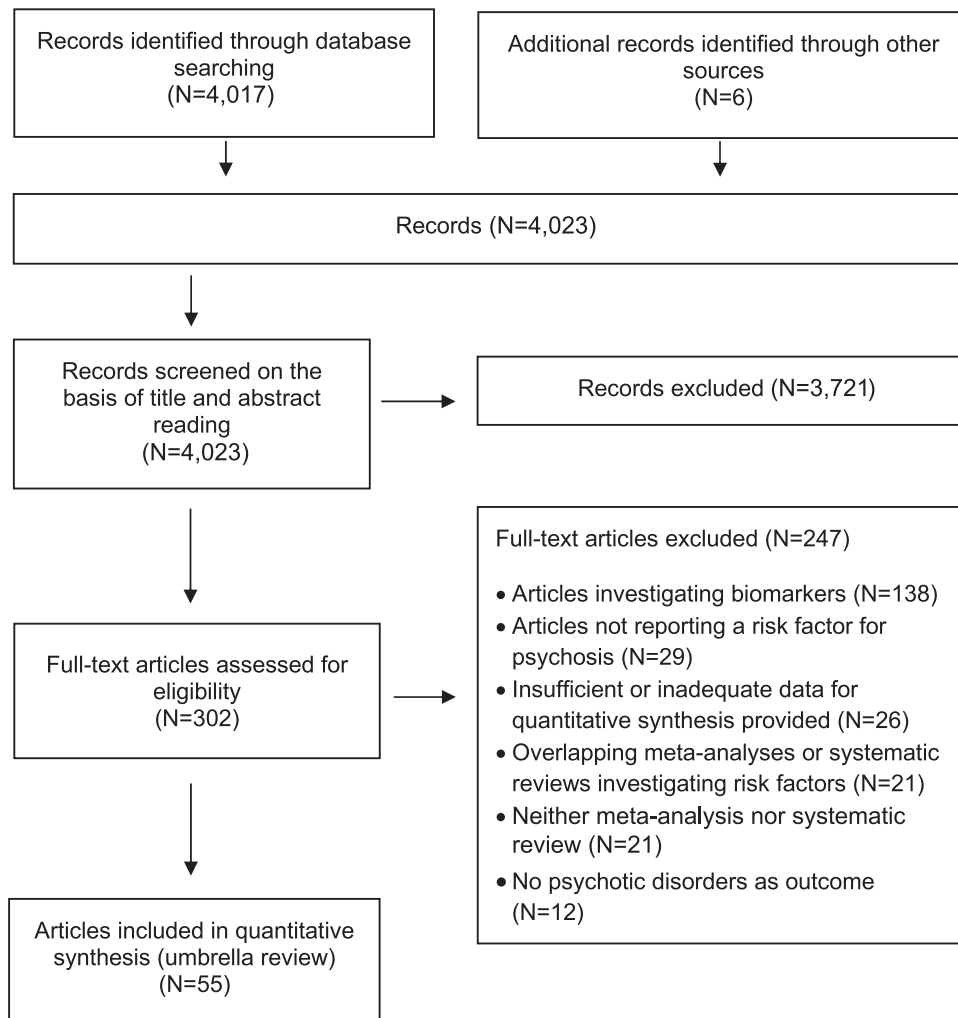 Records identified through database
searching
(N=4,017)
Additional records identified through other
sources
(N=6)
Records (N=4,023)
Records screened on the
basis of title and abstract
reading
(N=4,023)
Records excluded (N=3,721)
Full-text articles assessed for
eligibility
(N=302)
Full-text articles excluded (N=247)
• Articles investigating biomarkers (N=138)
• Articles not reporting a risk factor for
psychosis (N=29)
• Insufficient or inadequate data for
quantitative synthesis provided (N=26)
• Overlapping meta-analyses or systematic
reviews investigating risk factors (N=21)
• Neither meta-analysis nor systematic
review (N=21)
• No psychotic disorders as outcome
(N=12)
Articles included in quantitative
synthesis (umbrella review)
(N=55)